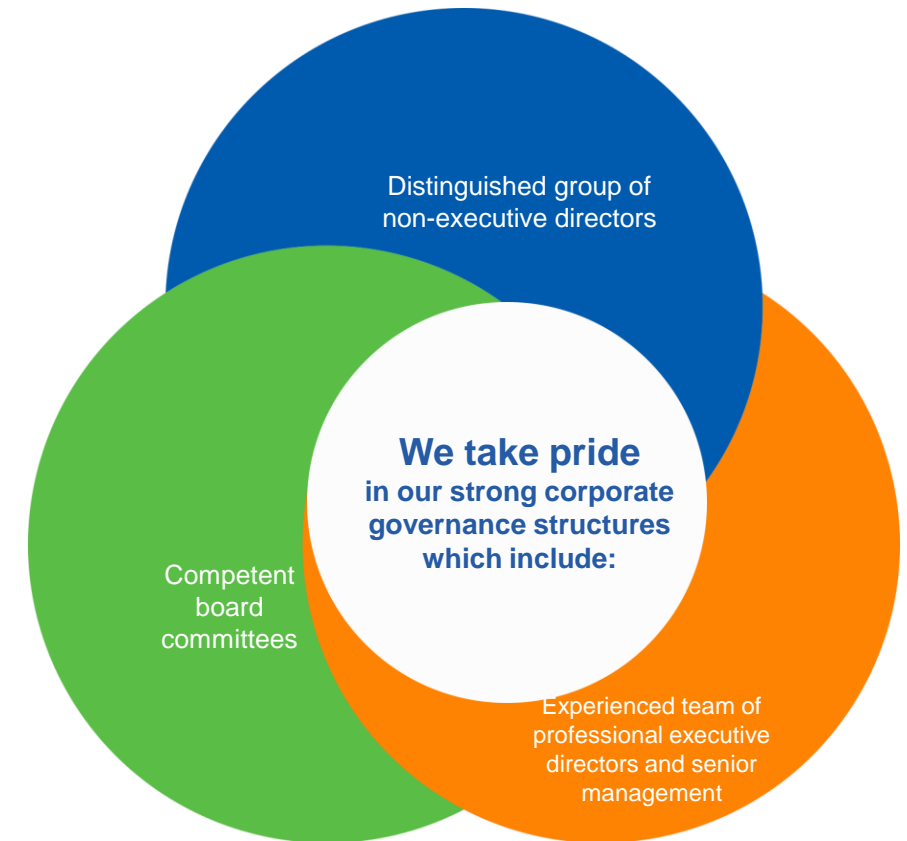 Distinguished group of
non-executive directors
We take pride
in our strong corporate
governance structures
which include:
Competent
board
committees
Experienced team of
professional executive
directors and senior
management